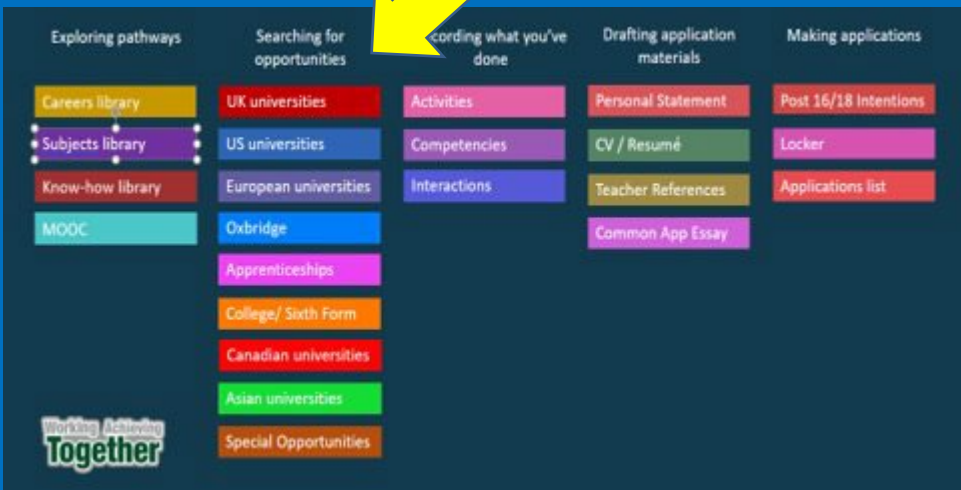 Exploring pathways
Careers library
Subjects library
Know-how library
MOOC
Searching for
opportunities
UK universities
US universities
European universities
Oxbridge
Apprenticeships
College/ Sixth Form
Canadian universities
Asian universities
Special Opportunities
cording what you've
done
Activities
Competencies
Interactions
Drafting application
materials
Personal Statement
CV / Resumé
Teacher References
Common App Essay
Making applications
Post 16/18 Intentions
Locker
Applications list
Working Achieving
Together